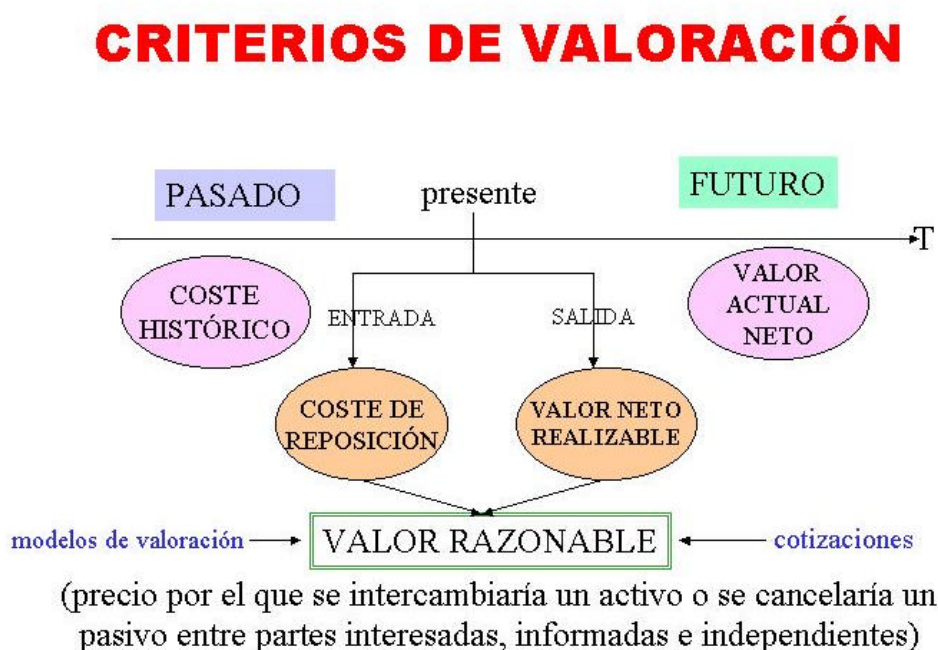 CRITERIOS DE VALORACIÓN
PASADO
presente
FUTURO
T
COSTE
HISTÓRICO
ENTRADA
SALIDA
VALOR
ACTUAL
NETO
COSTE DE
REPOSICIÓN
VALOR NETO
REALIZABLE
modelos de valoración
VALOR RAZONABLE
cotizaciones
(precio por el que se intercambiaría un activo o se cancelaría un
pasivo entre partes interesadas, informadas e independientes)